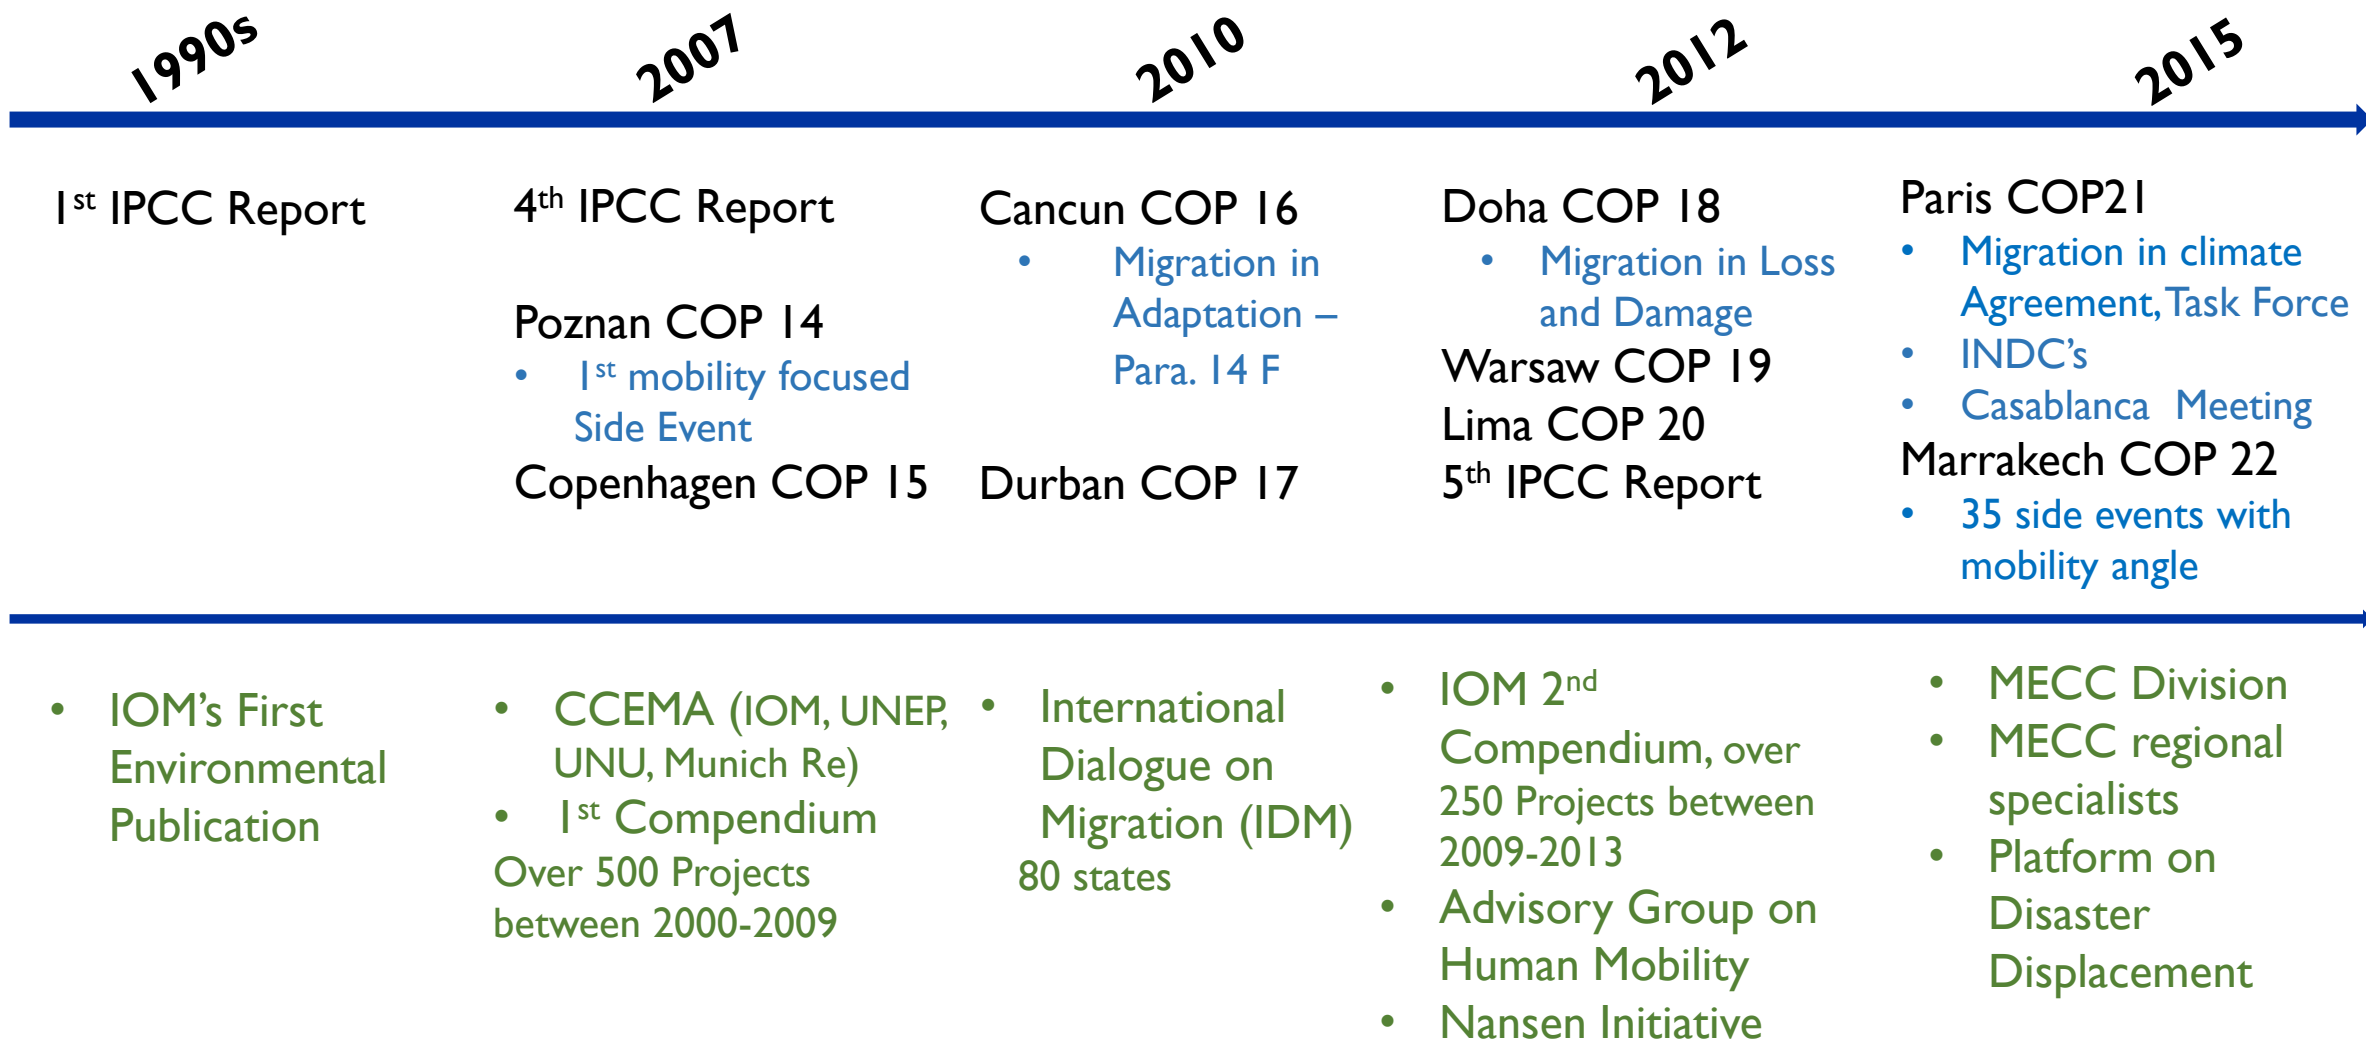 1990s
2007
2010
2012
2015
1st IPCC Report
4th IPCC Report
Poznan COP 14
• 1st mobility focused
Side Event
Copenhagen COP 15
Cancun COP 16
• Migration in
Adaptation –
Para. 14 F
Durban COP 17
Doha COP 18
• Migration in Loss
and Damage
Warsaw COP 19
Lima COP 20
5th IPCC Report
Paris COP21
• Migration in climate
Agreement, Task Force
• INDC’s
• Casablanca Meeting
Marrakech COP 22
• 35 side events with
mobility angle
• IOM’s First
Environmental
Publication
• CCEMA (IOM, UNEP,
UNU, Munich Re)
• 1st Compendium
Over 500 Projects
between 2000-2009
• International
Dialogue on
Migration (IDM)
80 states
• IOM 2nd
Compendium, over
250 Projects between
2009-2013
• Advisory Group on
Human Mobility
• Nansen Initiative
• MECC Division
• MECC regional
specialists
• Platform on
Disaster
Displacement